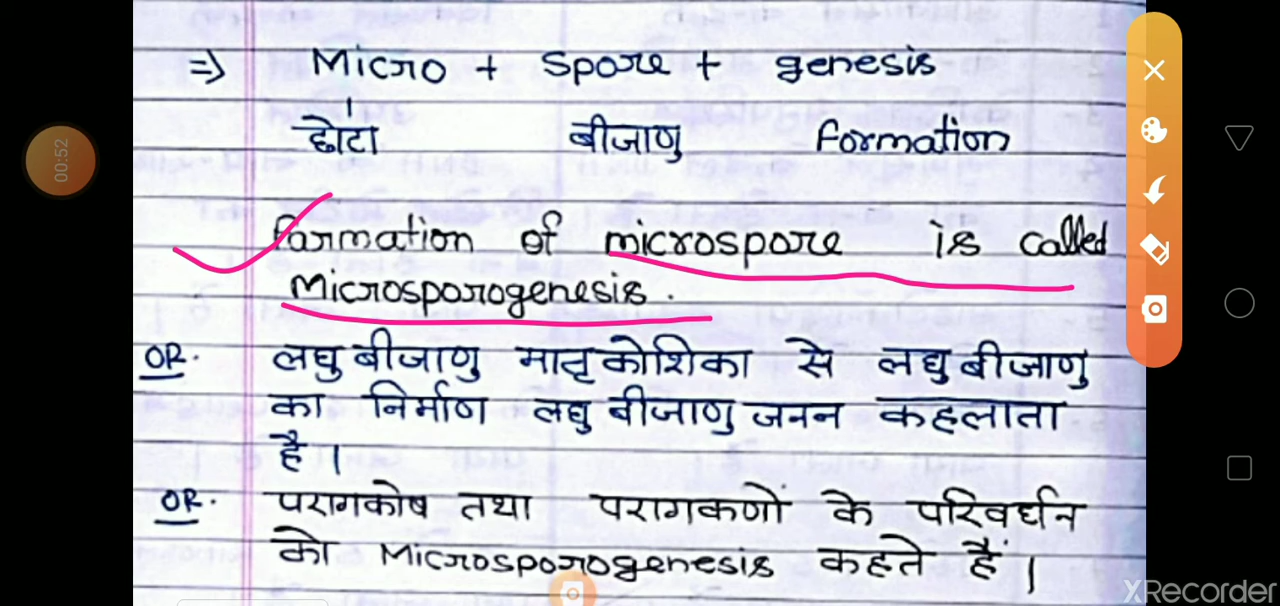 => Micro + Spore + genesis
छोटा बीजाणु formation
formation of microspore is called
Microsporogenesis.
OR. लघु बीजाणु मातृ कोशिका से लघु बीजाणु
का निर्माण लघु बीजाणु जनन कहलाता
है।
OR. परागकोष तथा परागकणों के परिवर्धन
को Microsporogenesis कहते हैं।
00:52
XRecorder